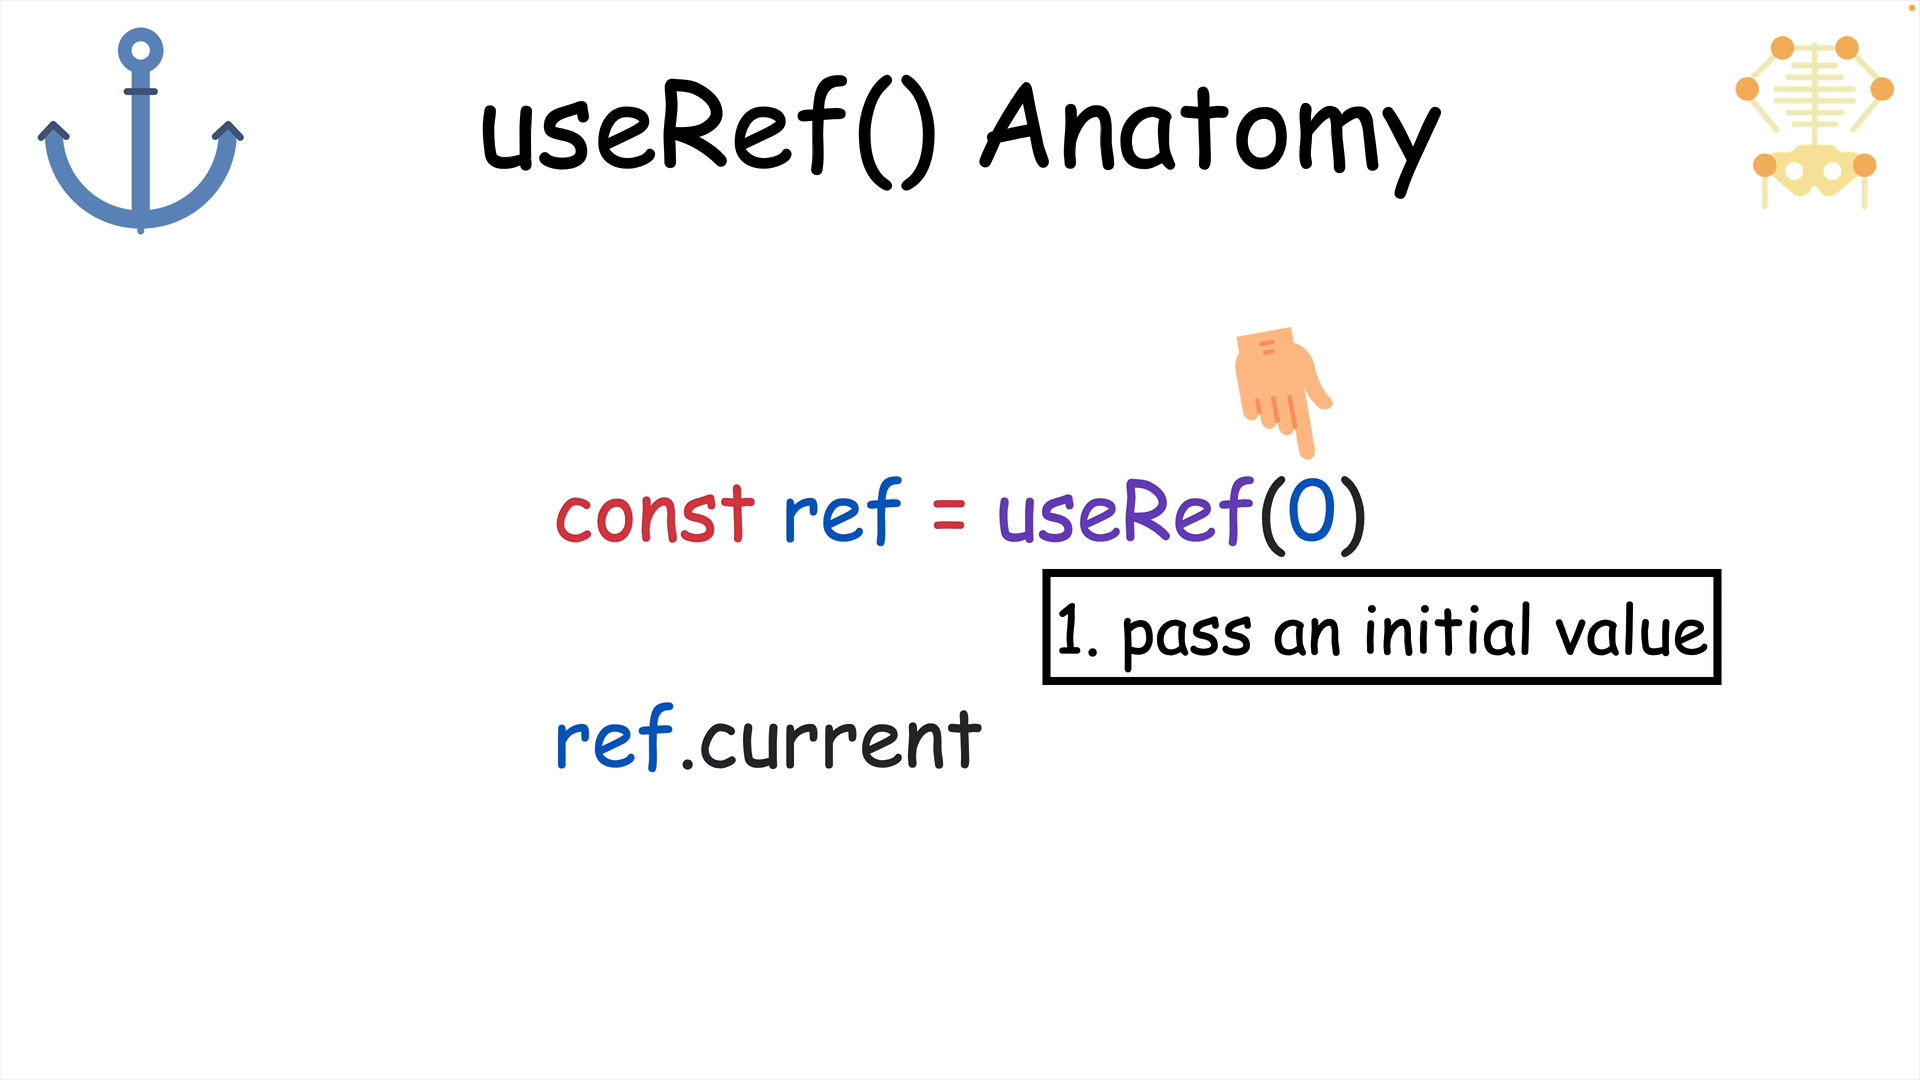 useRef() Anatomy
const ref = useRef(0)
1. pass an initial value
ref.current